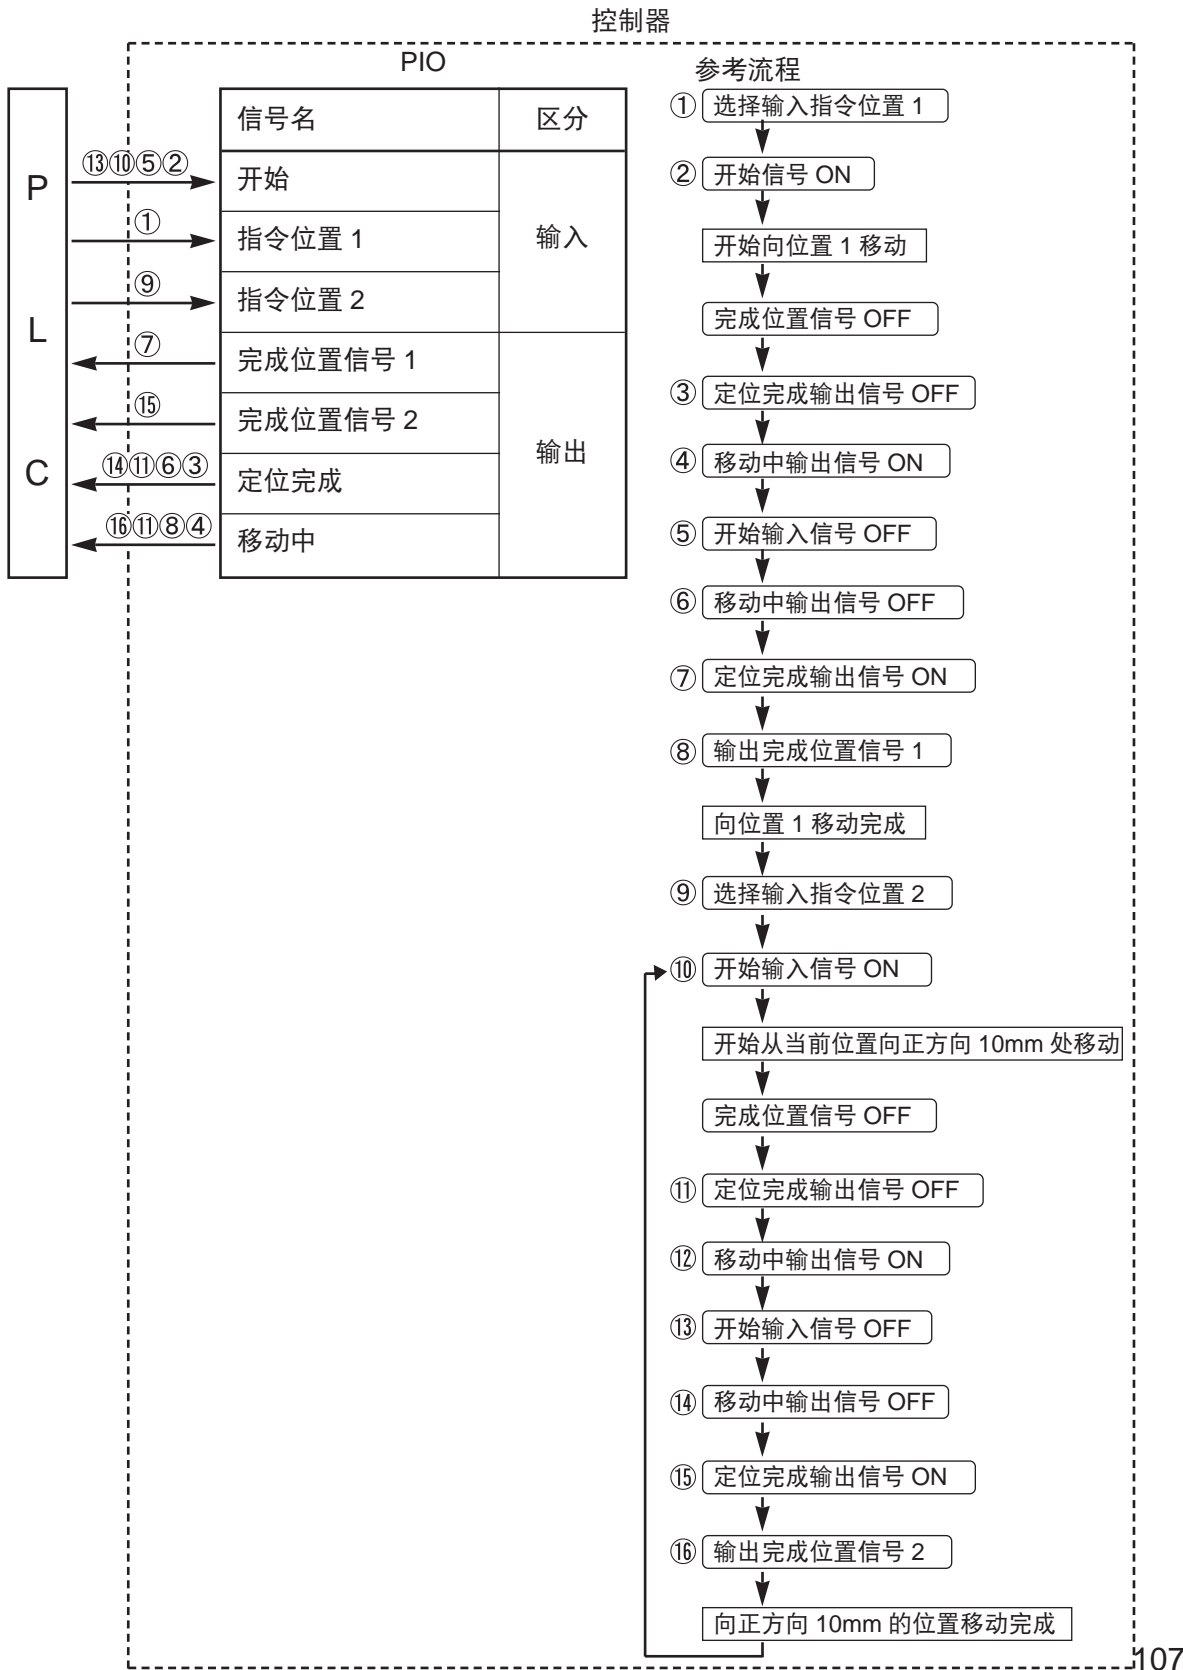 控制器
PIO
信号名 区分
P
L
C
⑬⑩⑤② 开始
① 指令位置 1
输入
⑨ 指令位置 2
⑦ 完成位置信号 1
⑮ 完成位置信号 2
输出
⑭⑪⑥③ 定位完成
⑯⑪⑧④ 移动中
参考流程
① 选择输入指令位置 1
② 开始信号 ON
开始向位置 1 移动
完成位置信号 OFF
③ 定位完成输出信号 OFF
④ 移动中输出信号 ON
⑤ 开始输入信号 OFF
⑥ 移动中输出信号 OFF
⑦ 定位完成输出信号 ON
⑧ 输出完成位置信号 1
向位置 1 移动完成
⑨ 选择输入指令位置 2
⑩ 开始输入信号 ON
开始从当前位置向正方向 10mm 处移动
完成位置信号 OFF
⑪ 定位完成输出信号 OFF
⑫ 移动中输出信号 ON
⑬ 开始输入信号 OFF
⑭ 移动中输出信号 OFF
⑮ 定位完成输出信号 ON
⑯ 输出完成位置信号 2
向正方向 10mm 的位置移动完成
107